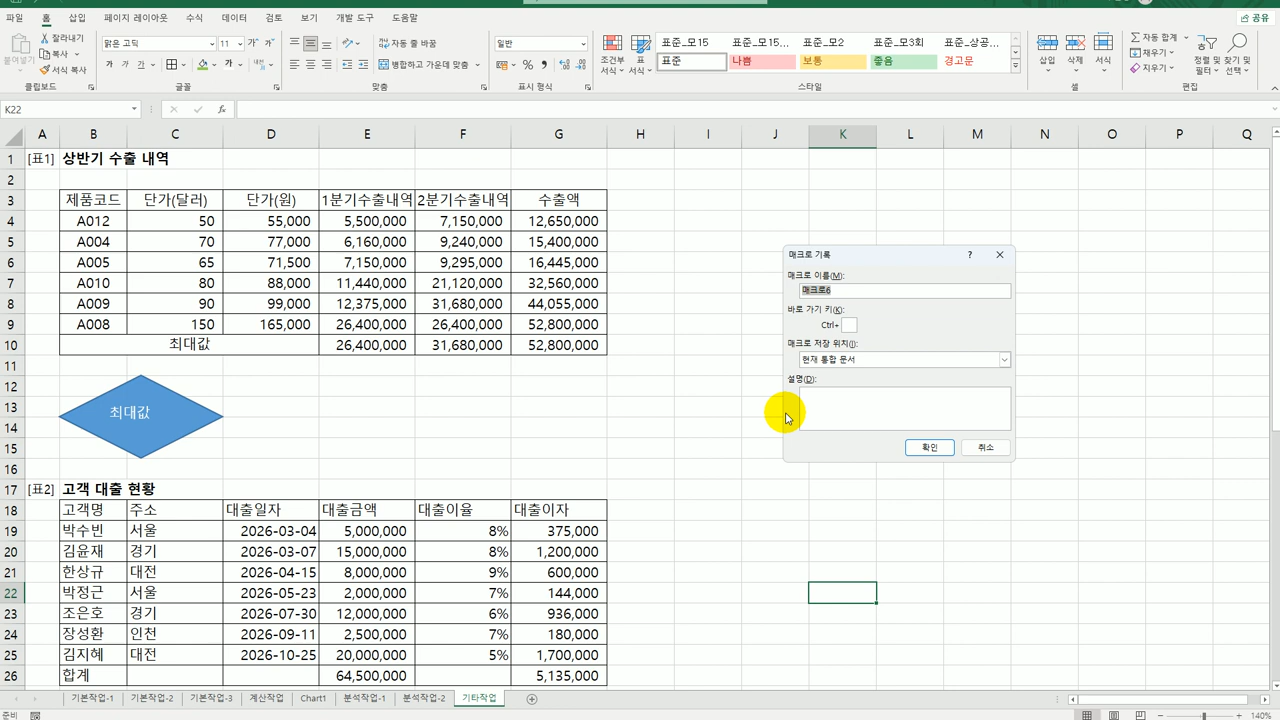 파일 홈 삽입 페이지 레이아웃 수식 데이터 검토 보기 개발 도구 도움말 공유
잘라내기
복사
서식 복사
붙여넣기
클립보드
맑은 고딕 11
가 가 가
글꼴
자동 줄 바꿈
병합하고 가운데 맞춤
맞춤
일반
표시 형식
조건부 서식
표 서식
표준_모15 표준_모15... 표준_모2 표준_모3회 표준_상공...
표준 나쁨 보통 좋음 경고문
스타일
삽입 삭제 서식
셀
자동 합계
채우기
지우기
정렬 및 필터
찾기 및 선택
편집
K22 fx
A B C D E F G H I J K L M N O P Q
1 [표1] 상반기 수출 내역
2
3 제품코드 단가(달러) 단가(원) 1분기수출내역 2분기수출내역 수출액
4 A012 50 55,000 5,500,000 7,150,000 12,650,000
5 A004 70 77,000 6,160,000 9,240,000 15,400,000
6 A005 65 71,500 7,150,000 9,295,000 16,445,000
7 A010 80 88,000 11,440,000 21,120,000 32,560,000
8 A009 90 99,000 12,375,000 31,680,000 44,055,000
9 A008 150 165,000 26,400,000 26,400,000 52,800,000
10 최대값 26,400,000 31,680,000 52,800,000
11
12
13 최대값
14
15
16
17 [표2] 고객 대출 현황
18 고객명 주소 대출일자 대출금액 대출이율 대출이자
19 박수빈 서울 2026-03-04 5,000,000 8% 375,000
20 김윤재 경기 2026-03-07 15,000,000 8% 1,200,000
21 한상규 대전 2026-04-15 8,000,000 9% 600,000
22 박정근 서울 2026-05-23 2,000,000 7% 144,000
23 조은호 경기 2026-07-30 12,000,000 6% 936,000
24 장성환 인천 2026-09-11 2,500,000 7% 180,000
25 김지혜 대전 2026-10-25 20,000,000 5% 1,700,000
26 합계 64,500,000 5,135,000
매크로 기록 ?
매크로 이름(M):
매크로6
바로 가기 키(K):
Ctrl+
매크로 저장 위치(I):
현재 통합 문서
설명(D):
확인 취소
기본작업-1 기본작업-2 기본작업-3 계산작업 Chart1 분석작업-1 분석작업-2 기타작업
준비 140%